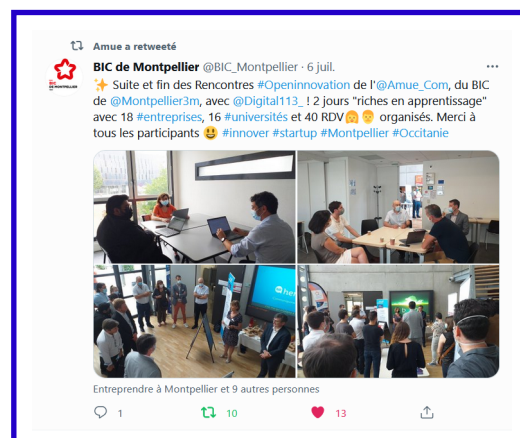 Amue a retweeté
BIC de Montpellier @BIC_Montpellier · 6 juil.
✨ Suite et fin des Rencontres #Openinnovation de l'@Amue_Com, du BIC
de @Montpellier3m, avec @Digital113_ ! 2 jours "riches en apprentissage"
avec 18 #entreprises, 16 #universités et 40 RDV organisés. Merci à
tous les participants 😃 #innover #startup #Montpellier #Occitanie
Entreprendre à Montpellier et 9 autres personnes
1 10 13